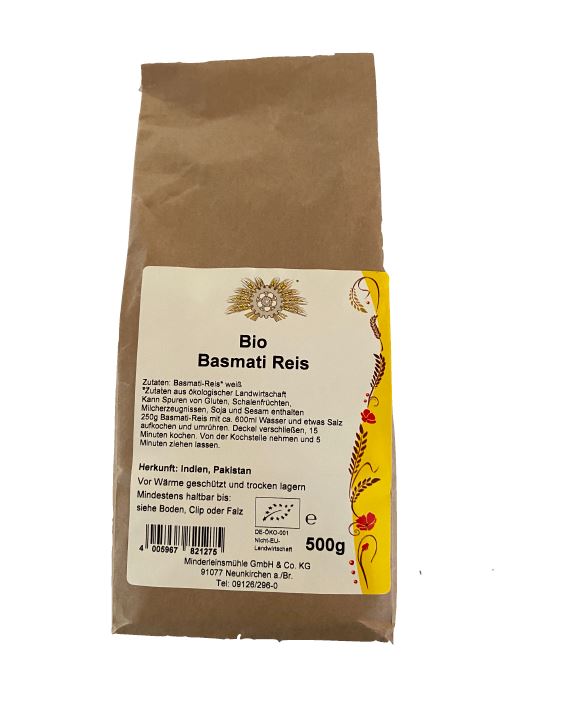 Bio
Basmati Reis
Zutaten: Basmati-Reis* weiß
*Zutaten aus ökologischer Landwirtschaft
Kann Spuren von Gluten, Schalenfrüchten,
Milcherzeugnissen, Soja und Sesam enthalten
250g Basmati-Reis mit ca. 600ml Wasser und etwas Salz
aufkochen und umrühren. Deckel verschließen, 15
Minuten kochen. Von der Kochstelle nehmen und 5
Minuten ziehen lassen.
Herkunft: Indien, Pakistan
Vor Wärme geschützt und trocken lagern
Mindestens haltbar bis:
siehe Boden, Clip oder Falz
DE-ÖKO-001
Nicht-EU-
Landwirtschaft
℮
500g
4 005967 821275
Minderleinsmühle GmbH & Co. KG
91077 Neunkirchen a./Br.
Tel: 09126/296-0